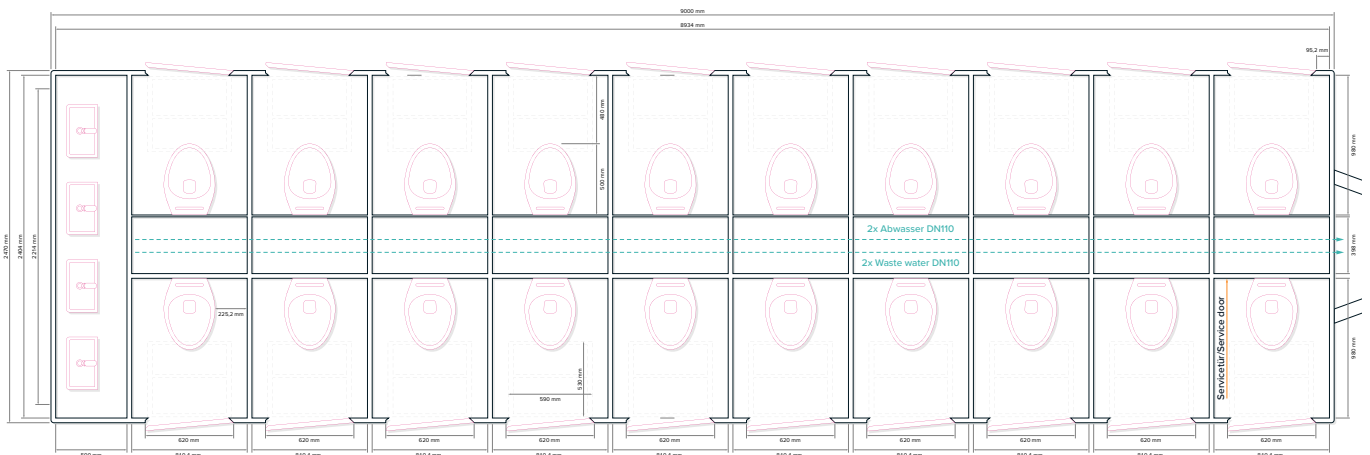 9000 mm
8934 mm
95,2 mm
2470 mm
2404 mm
2214 mm
480 mm
500 mm
980 mm
2x Abwasser DN110
398 mm
2x Waste water DN110
225,2 mm
530 mm
590 mm
Servicetür/Service door
980 mm
620 mm
620 mm
620 mm
620 mm
620 mm
620 mm
620 mm
620 mm
620 mm
620 mm